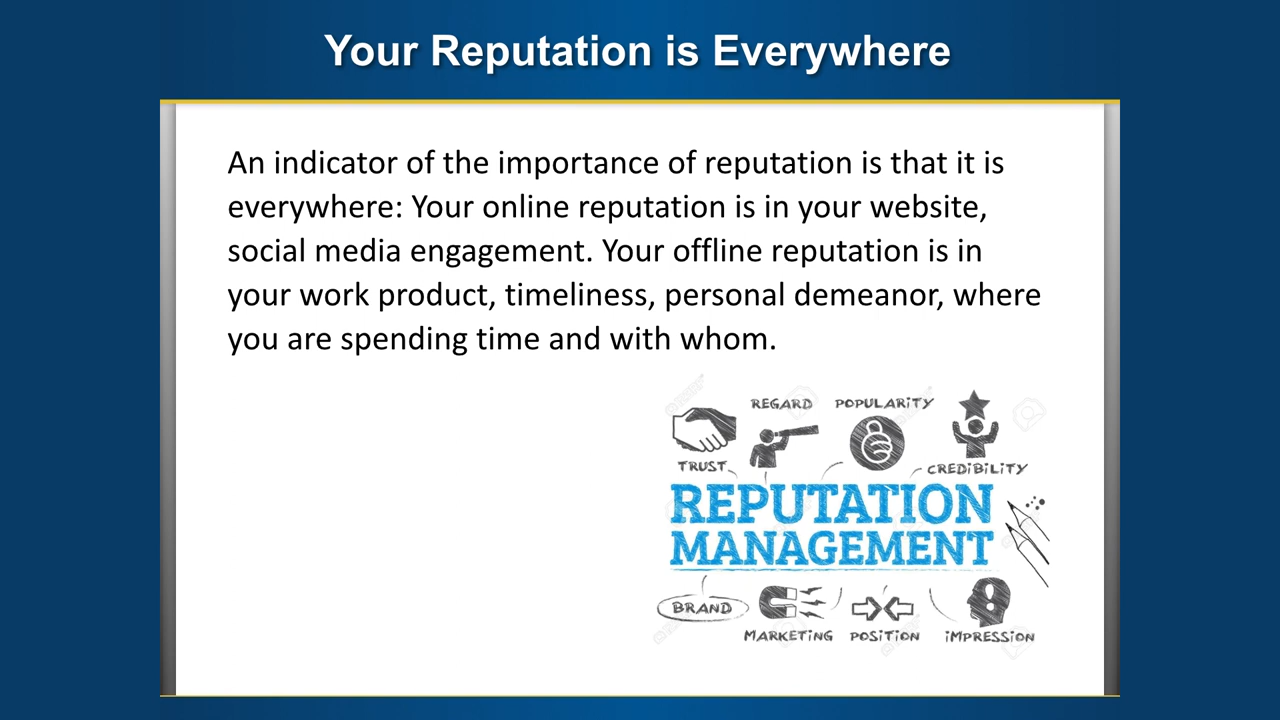 Your Reputation is Everywhere
An indicator of the importance of reputation is that it is
everywhere: Your online reputation is in your website,
social media engagement. Your offline reputation is in
your work product, timeliness, personal demeanor, where
you are spending time and with whom.
REGARD POPULARiTY
TRUST CREDiBiLiTY
REPUTATION
MANAGEMENT
BRAND
MARKETiNG POSiTiON iMPRESSiON